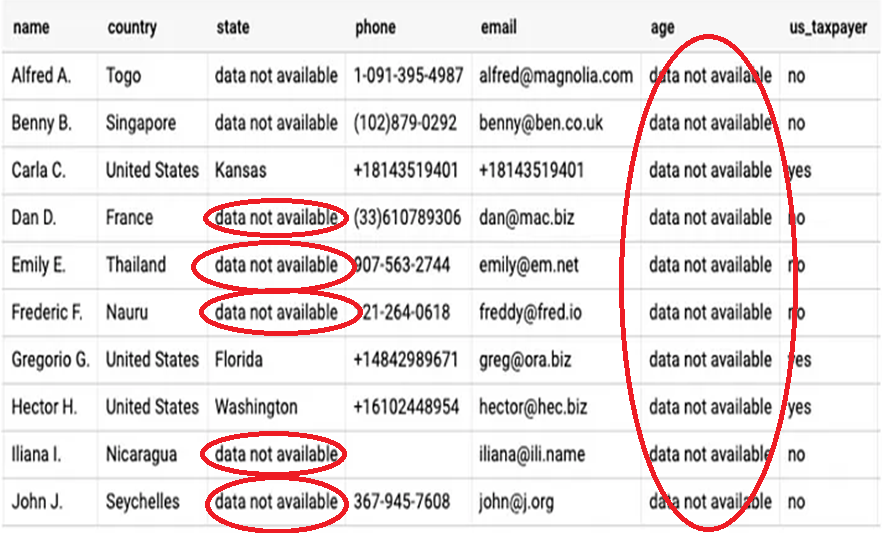 name country state phone email age us_taxpayer
Alfred A. Togo data not available 1-091-395-4987 alfred@magnolia.com data not available no
Benny B. Singapore data not available (102)879-0292 benny@ben.co.uk data not available no
Carla C. United States Kansas +18143519401 +18143519401 data not available yes
Dan D. France data not available (33)610789306 dan@mac.biz data not available no
Emily E. Thailand data not available 907-563-2744 emily@em.net data not available no
Frederic F. Nauru data not available 21-264-0618 freddy@fred.io data not available no
Gregorio G. United States Florida +14842989671 greg@ora.biz data not available yes
Hector H. United States Washington +16102448954 hector@hec.biz data not available yes
Iliana I. Nicaragua data not available iliana@ili.name data not available no
John J. Seychelles data not available 367-945-7608 john@j.org data not available no